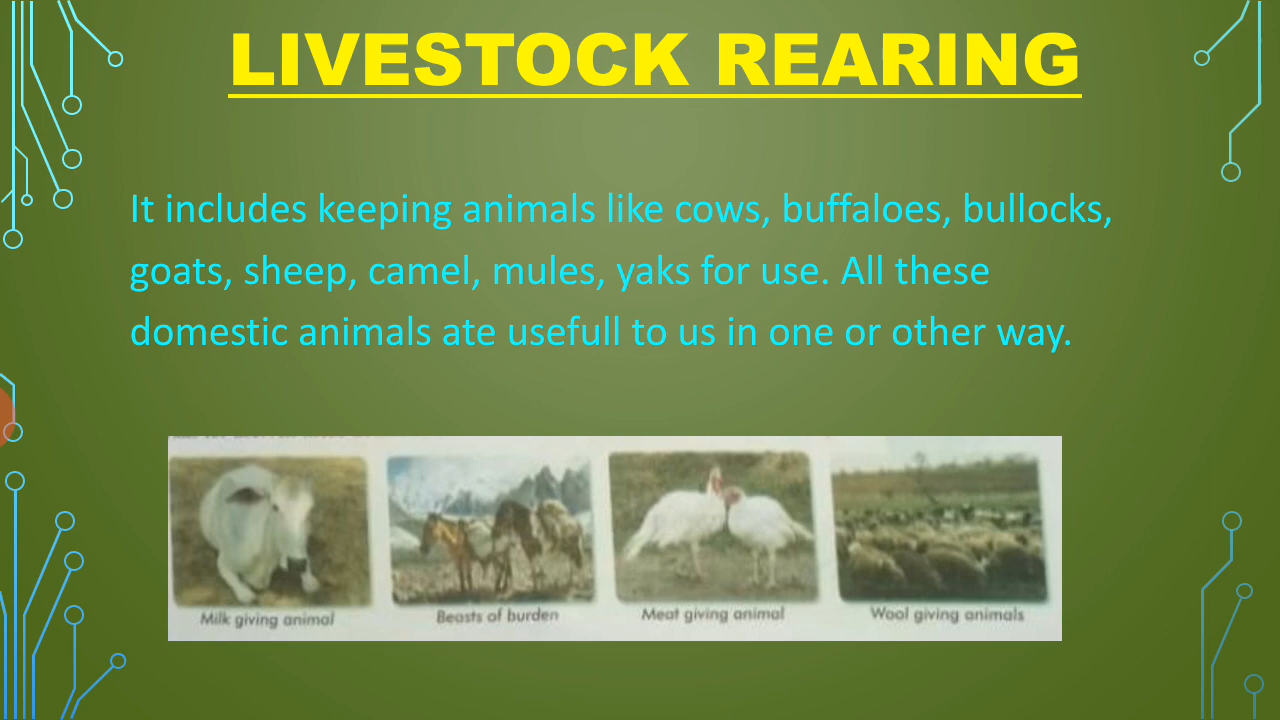 LIVESTOCK REARING
It includes keeping animals like cows, buffaloes, bullocks,
goats, sheep, camel, mules, yaks for use. All these
domestic animals ate usefull to us in one or other way.
Milk giving animal
Beasts of burden
Meat giving animal
Wool giving animals